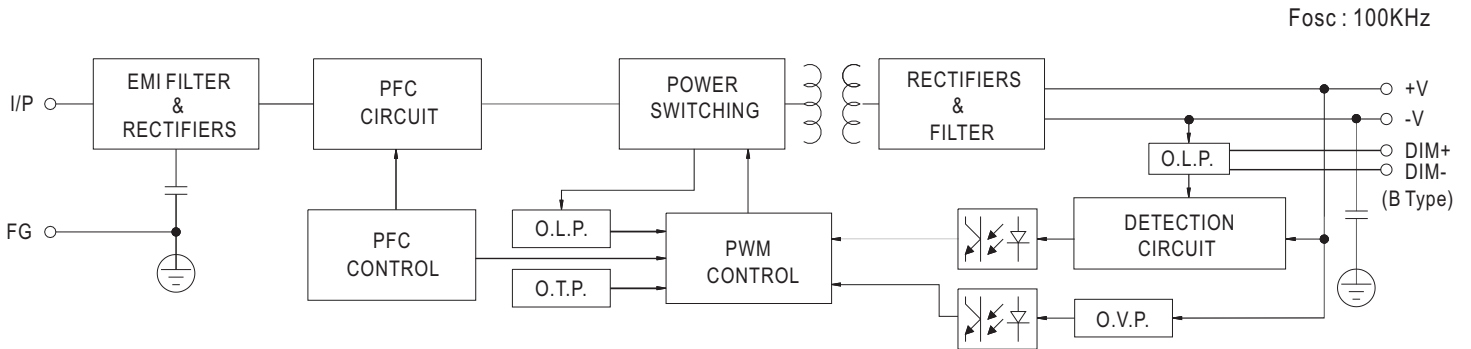 Fosc : 100KHz
I/P
EMI FILTER
&
RECTIFIERS
PFC
CIRCUIT
POWER
SWITCHING
RECTIFIERS
&
FILTER
+V
-V
O.L.P.
DIM+
DIM-
(B Type)
FG
PFC
CONTROL
O.L.P.
O.T.P.
PWM
CONTROL
DETECTION
CIRCUIT
O.V.P.